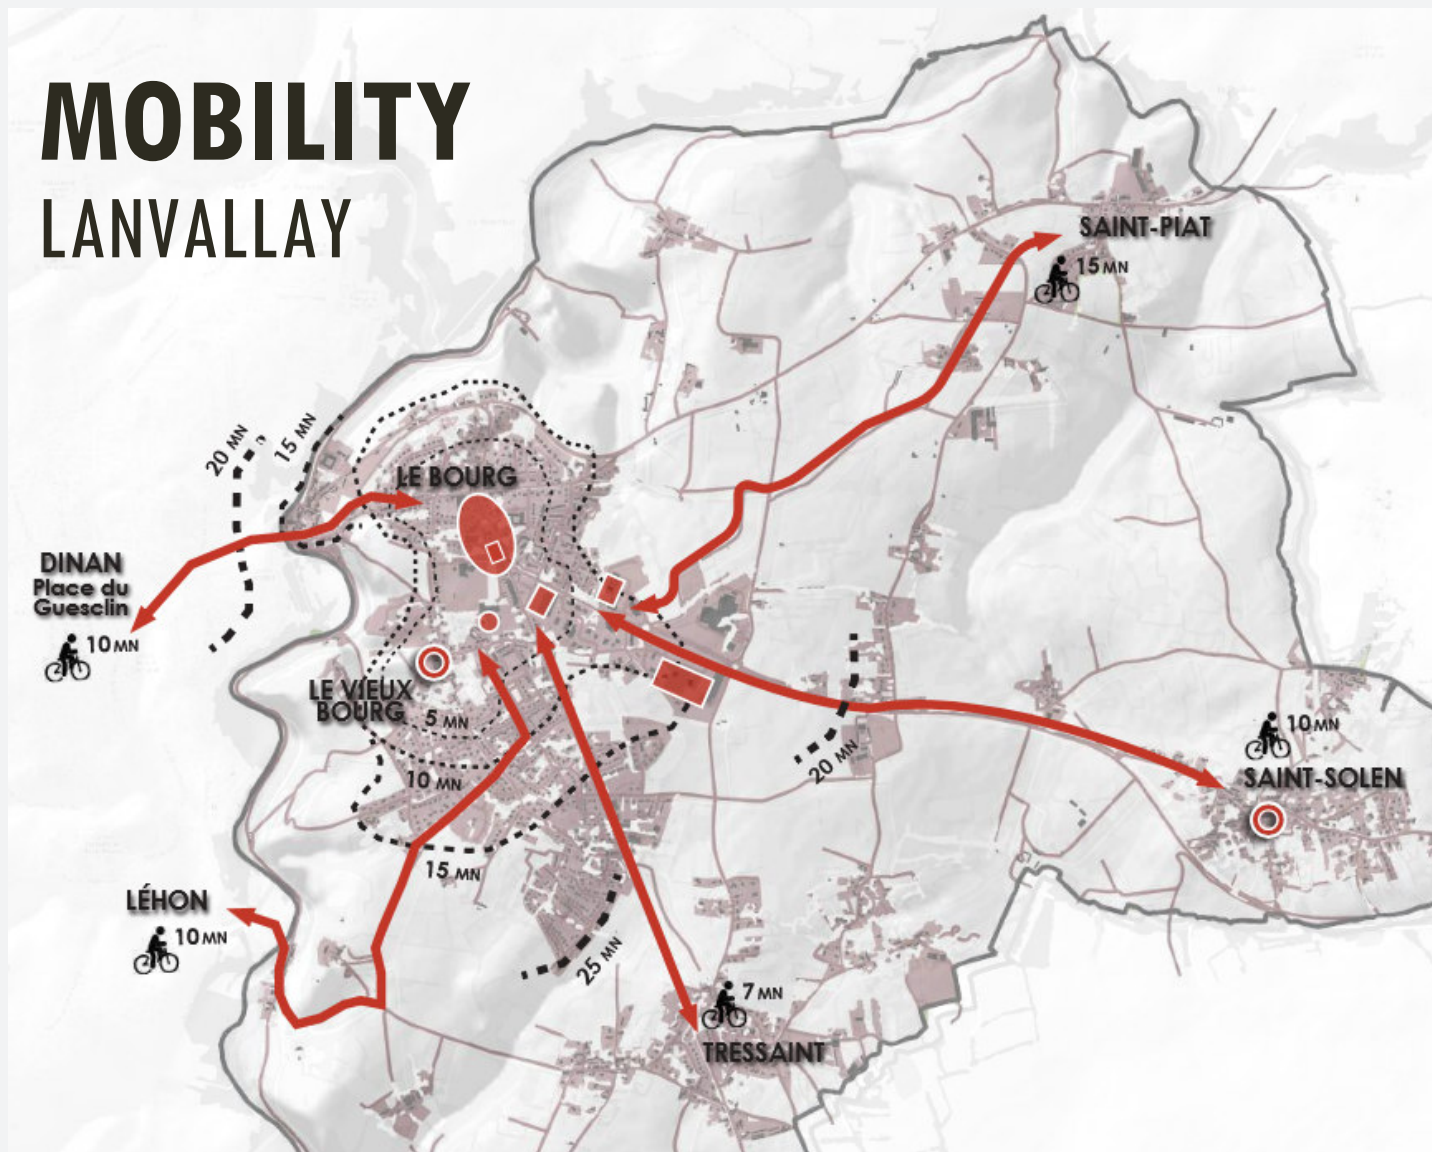 MOBILITY
LANVALLAY
SAINT-PIAT
15 MN
20 MN
15 MN
LE BOURG
DINAN
Place du
Guesclin
10 MN
LE VIEUX
BOURG
5 MN
10 MN
20 MN
10 MN
SAINT-SOLEN
15 MN
LÉHON
10 MN
25 MN
7 MN
TRESSAINT